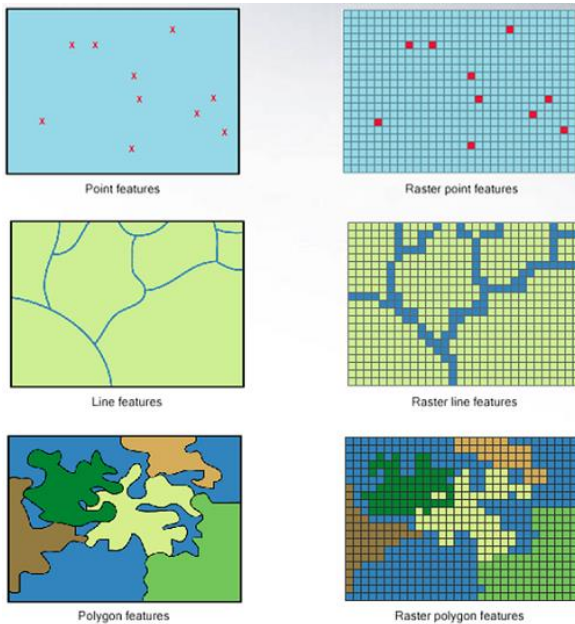 Point features
Raster point features
Line features
Raster line features
Polygon features
Raster polygon features